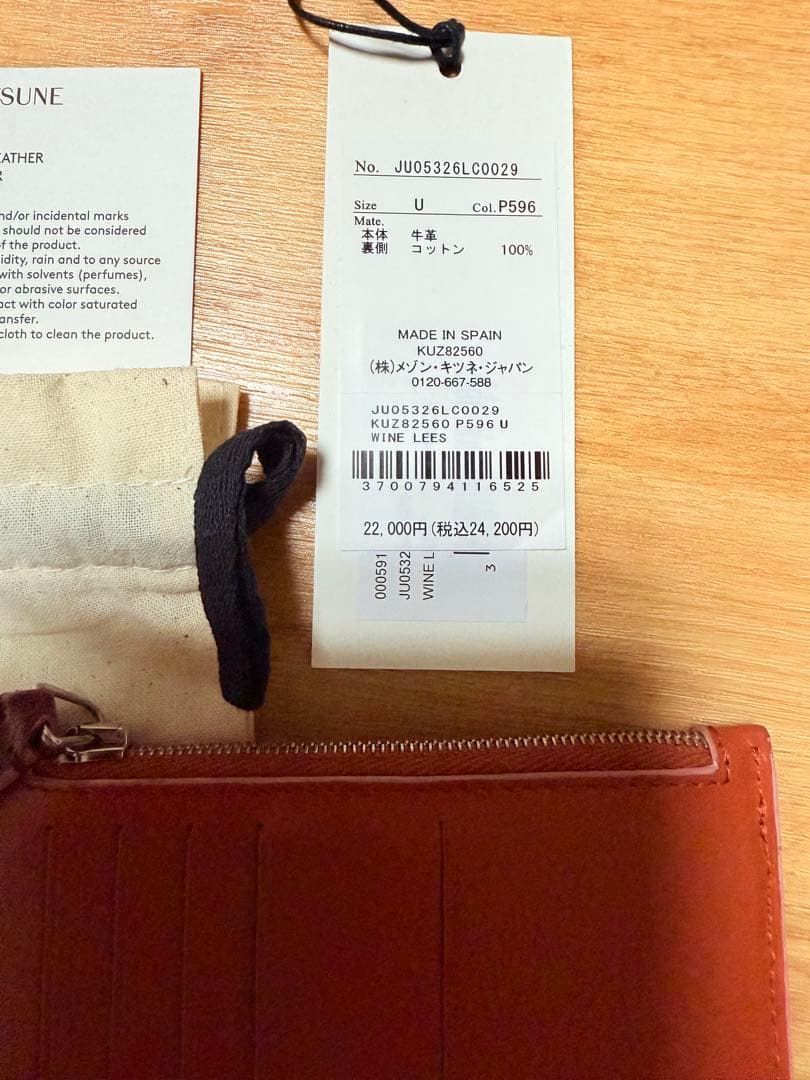 SUNE
EATHER
R
and/or incidental marks
should not be considered
of the product.
idity, rain and to any source
with solvents (perfumes),
or abrasive surfaces.
act with color saturated
ansfer.
cloth to clean the product.
No. JU05326LC0029
Size U Col.P596
Mate.
本体 牛革
裏側 コットン 100%
MADE IN SPAIN
KUZ82560
(株)メゾン・キツネ・ジャパン
0120-667-588
JU05326LC0029
KUZ82560 P596 U
WINE LEES
3700794116525
22,000円(税込24,200円)
000591
JU0532
WINE L
3